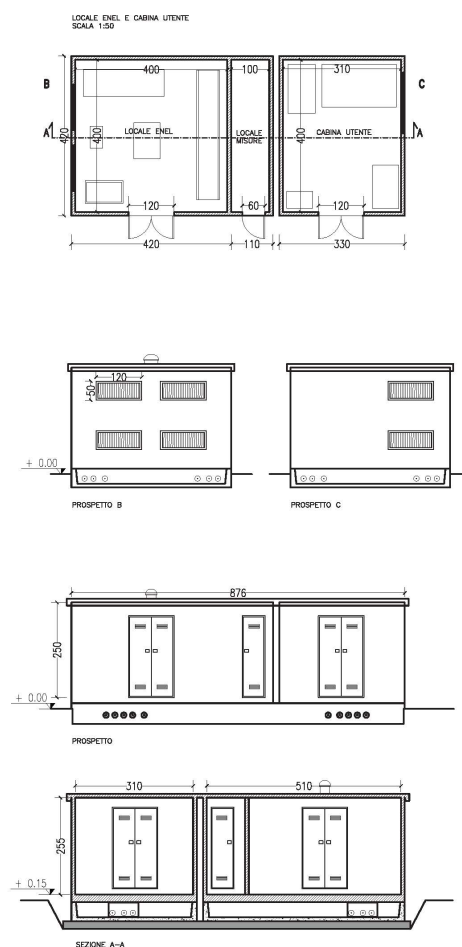 LOCALE ENEL E CABINA UTENTE
SCALA 1:50
400 100 310
B C
A A
420 400 400
LOCALE ENEL LOCALE MISURE CABINA UTENTE
120 60 120
420 110 330
120
50
+ 0.00
PROSPETTO B PROSPETTO C
876
250
+ 0.00
PROSPETTO
310 510
255
+ 0.15
SEZIONE A-A